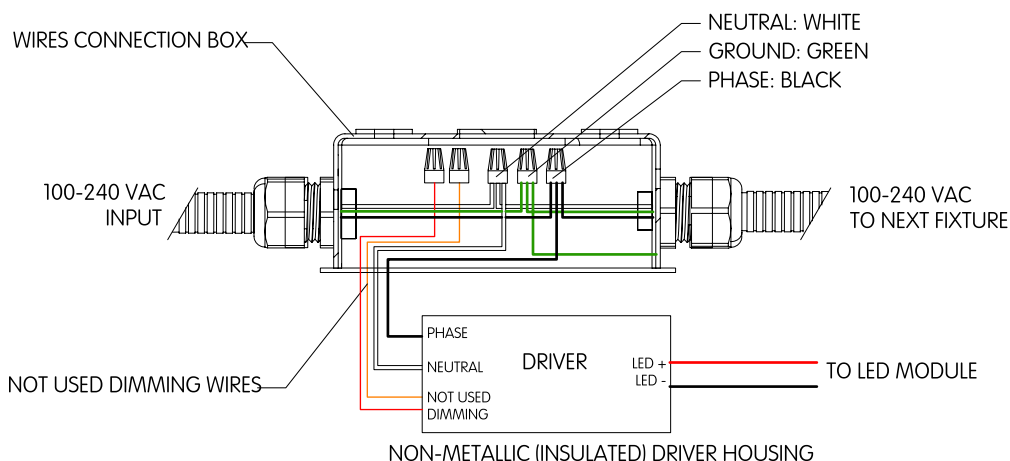 NEUTRAL: WHITE
WIRES CONNECTION BOX
GROUND: GREEN
PHASE: BLACK
100-240 VAC
INPUT
100-240 VAC
TO NEXT FIXTURE
PHASE
DRIVER
LED +
NEUTRAL
LED -
TO LED MODULE
NOT USED DIMMING WIRES
NOT USED
DIMMING
NON-METALLIC (INSULATED) DRIVER HOUSING